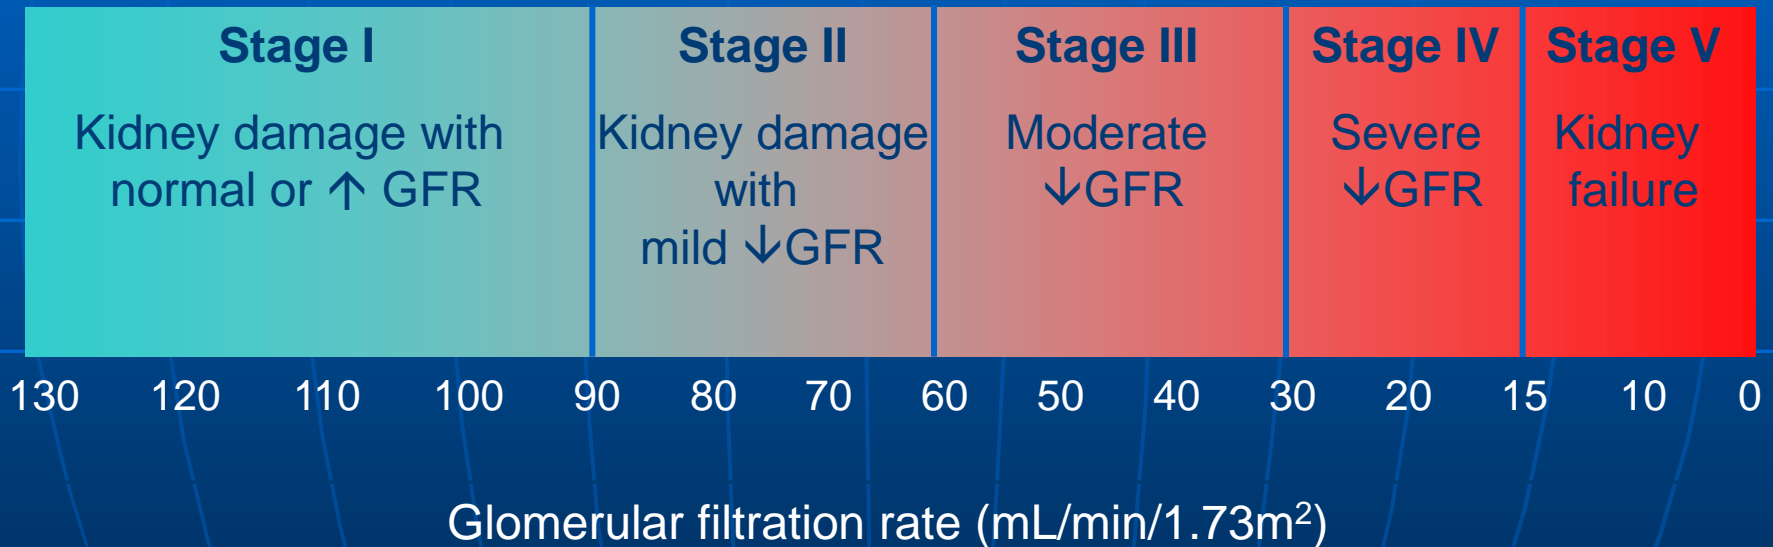 Stage I
Kidney damage with
normal or ↑ GFR
Stage II
Kidney damage
with
mild ↓GFR
Stage III
Moderate
↓GFR
Stage IV
Severe
↓GFR
Stage V
Kidney
failure
130 120 110 100 90 80 70 60 50 40 30 20 15 10 0
Glomerular filtration rate (mL/min/1.73m²)